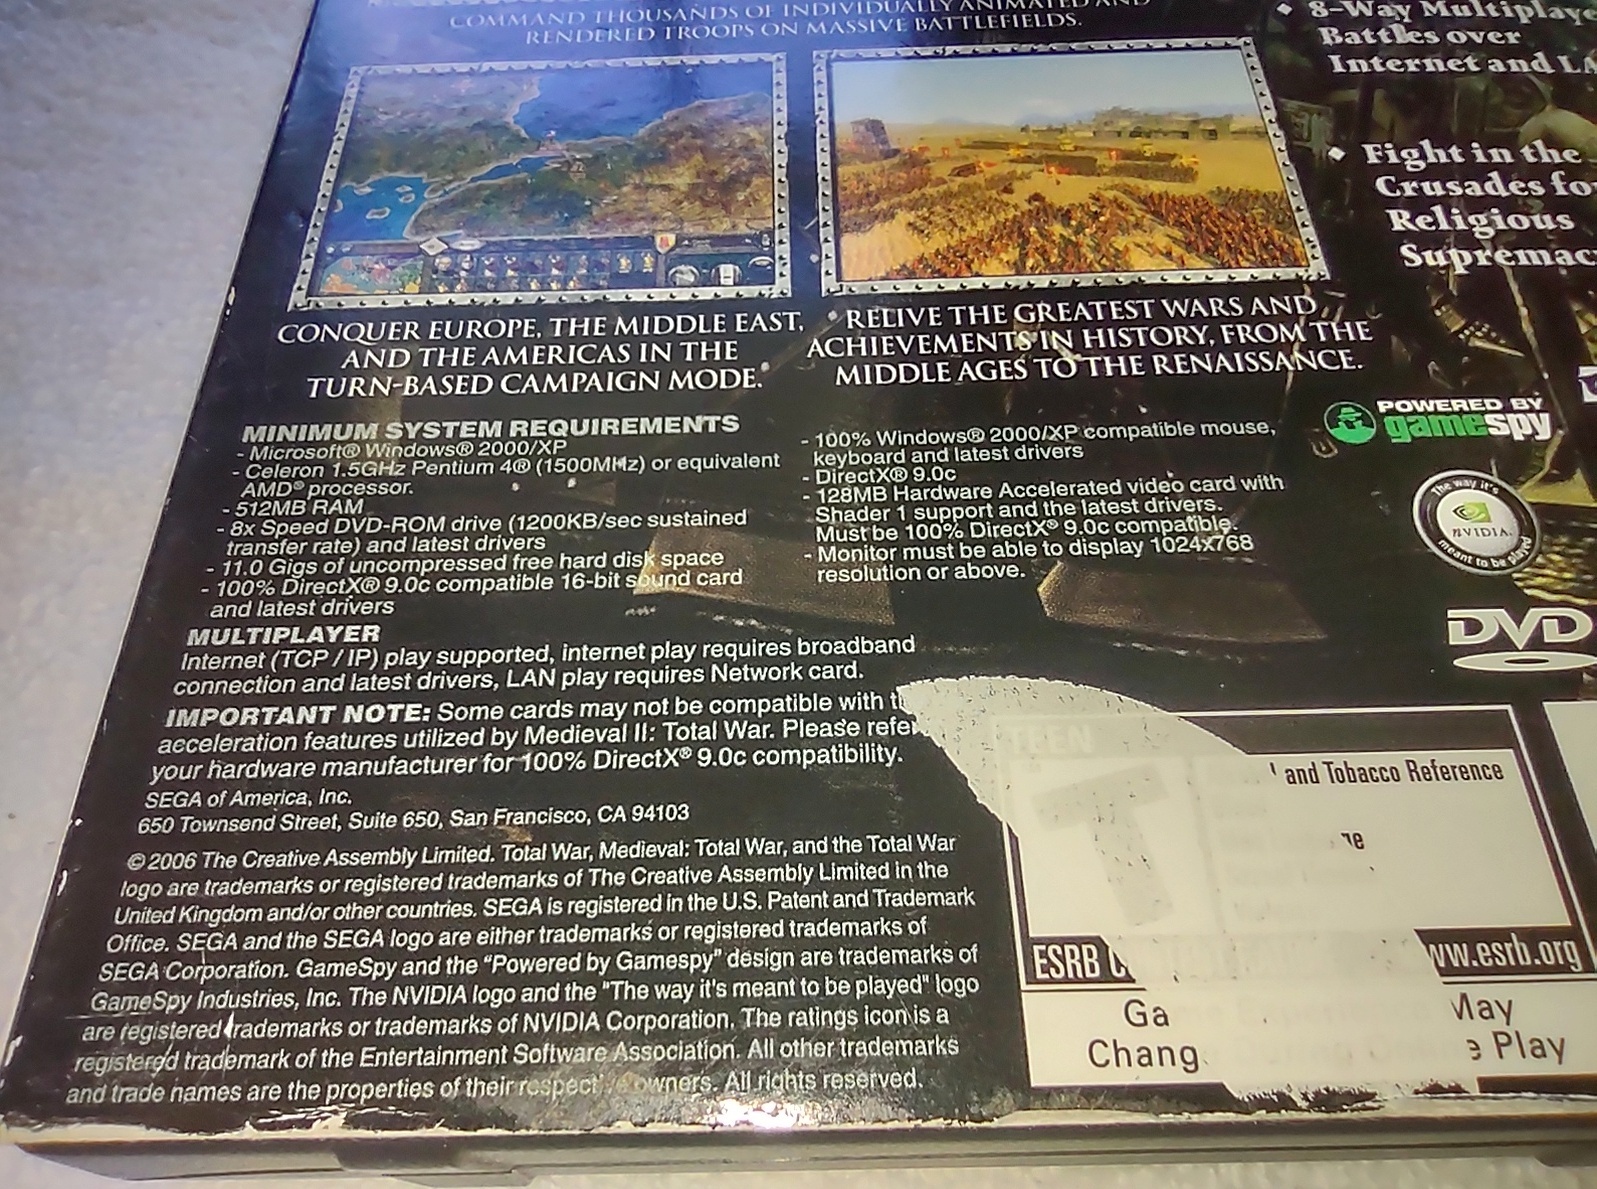 COMMAND THOUSANDS OF INDIVIDUALLY ANIMATED AND
RENDERED TROOPS ON MASSIVE BATTLEFIELDS.
◆ 8-Way Multiplaye
Battles over
Internet and LA
◆ Fight in the
Crusades fo
Religious
Supremac
CONQUER EUROPE, THE MIDDLE EAST,
AND THE AMERICAS IN THE
TURN-BASED CAMPAIGN MODE.
RELIVE THE GREATEST WARS AND
ACHIEVEMENTS IN HISTORY, FROM THE
MIDDLE AGES TO THE RENAISSANCE.
MINIMUM SYSTEM REQUIREMENTS
- Microsoft® Windows® 2000/XP
- Celeron 1.5GHz Pentium 4® (1500MHz) or equivalent
AMD® processor.
- 512MB RAM
- 8x Speed DVD-ROM drive (1200KB/sec sustained
transfer rate) and latest drivers
- 11.0 Gigs of uncompressed free hard disk space
- 100% DirectX® 9.0c compatible 16-bit sound card
and latest drivers
- 100% Windows® 2000/XP compatible mouse,
keyboard and latest drivers
- DirectX® 9.0c
- 128MB Hardware Accelerated video card with
Shader 1 support and the latest drivers.
Must be 100% DirectX® 9.0c compatible.
- Monitor must be able to display 1024x768
resolution or above.
POWERED BY
gamespy
The way it's
NVIDIA.
meant to be played
DVD
MULTIPLAYER
Internet (TCP / IP) play supported, internet play requires broadband
connection and latest drivers, LAN play requires Network card.
IMPORTANT NOTE: Some cards may not be compatible with t
acceleration features utilized by Medieval II: Total War. Please refe
your hardware manufacturer for 100% DirectX® 9.0c compatibility.
SEGA of America, Inc.
650 Townsend Street, Suite 650, San Francisco, CA 94103
© 2006 The Creative Assembly Limited. Total War, Medieval: Total War, and the Total War
logo are trademarks or registered trademarks of The Creative Assembly Limited in the
United Kingdom and/or other countries. SEGA is registered in the U.S. Patent and Trademark
Office. SEGA and the SEGA logo are either trademarks or registered trademarks of
SEGA Corporation. GameSpy and the "Powered by Gamespy" design are trademarks of
GameSpy Industries, Inc. The NVIDIA logo and the "The way it's meant to be played" logo
are registered trademarks or trademarks of NVIDIA Corporation. The ratings icon is a
registered trademark of the Entertainment Software Association. All other trademarks
and trade names are the properties of their respective owners. All rights reserved.
TEEN
T
and Tobacco Reference
ESRB C
ww.esrb.org
Ga May
Chang e Play